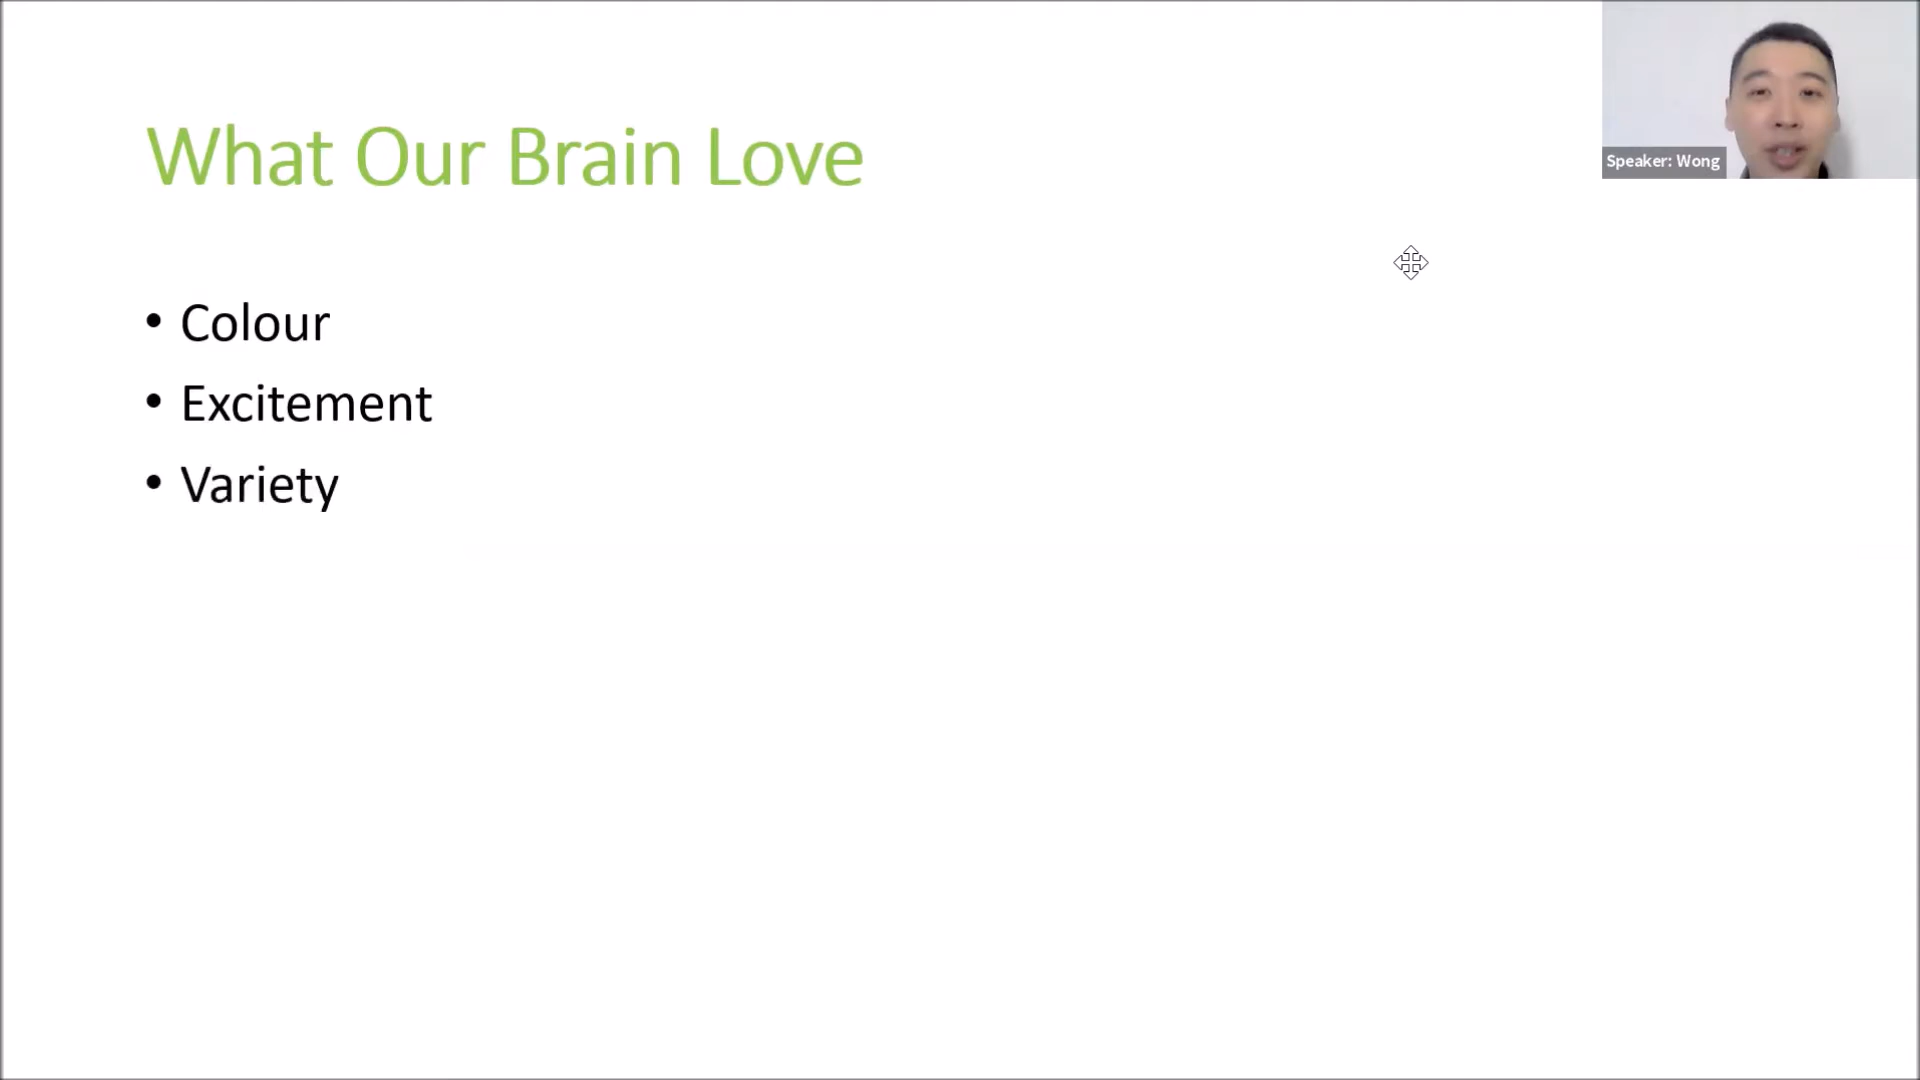 What Our Brain Love
Speaker: Wong
• Colour
• Excitement
• Variety